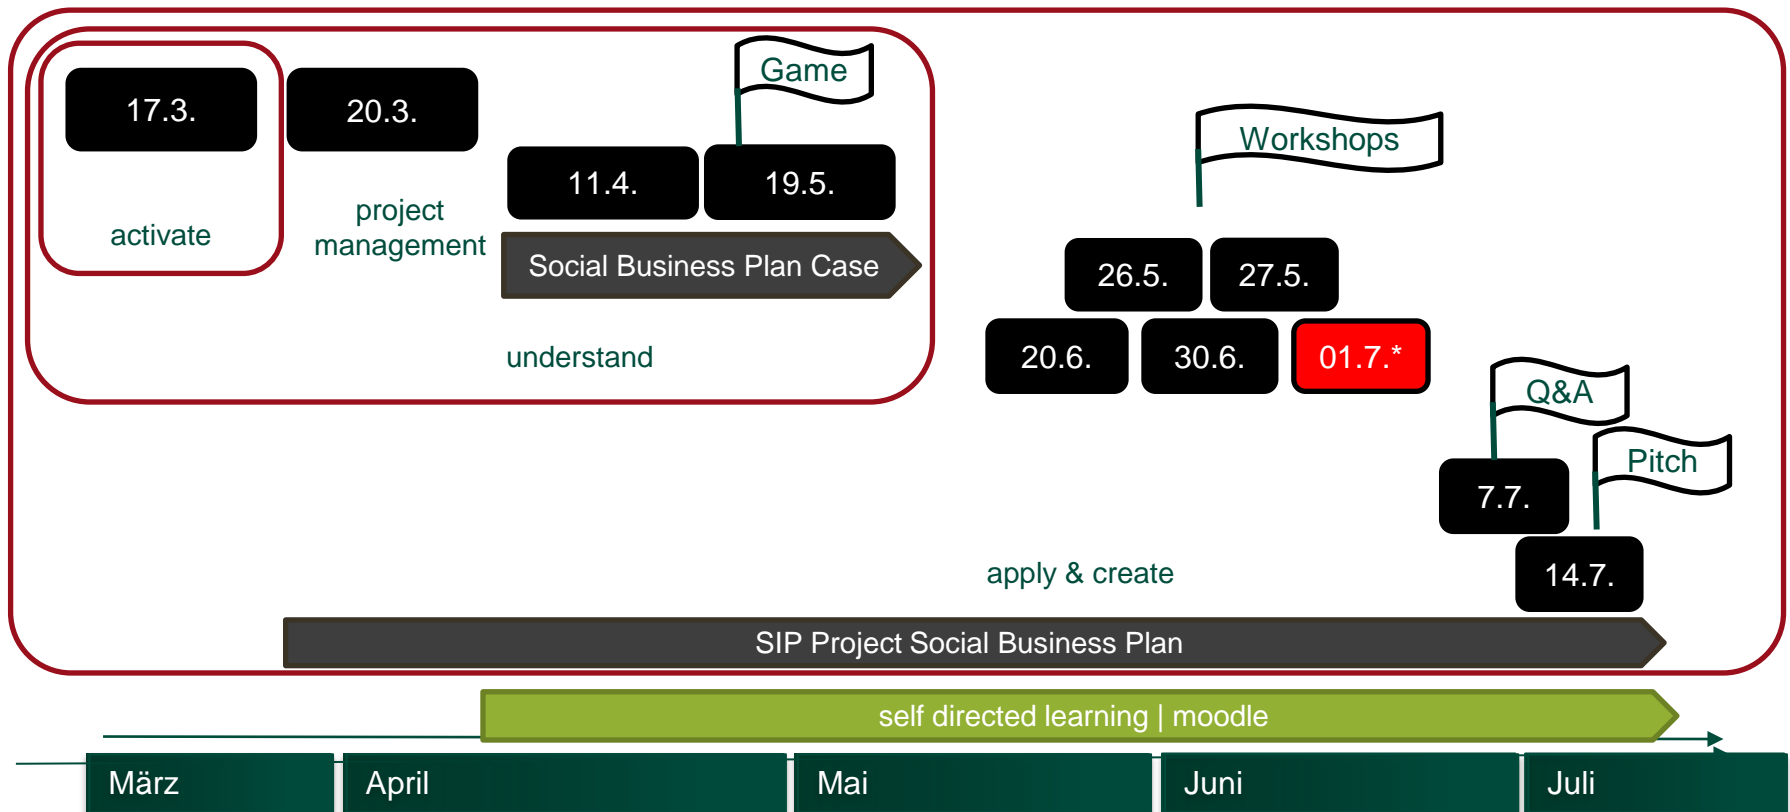 Game
17.3.
20.3.
Workshops
11.4.
19.5.
activate
project
management
Social Business Plan Case
26.5.
27.5.
understand
20.6.
30.6.
01.7.*
Q&A
Pitch
7.7.
apply & create
14.7.
SIP Project Social Business Plan
self directed learning | moodle
März
April
Mai
Juni
Juli